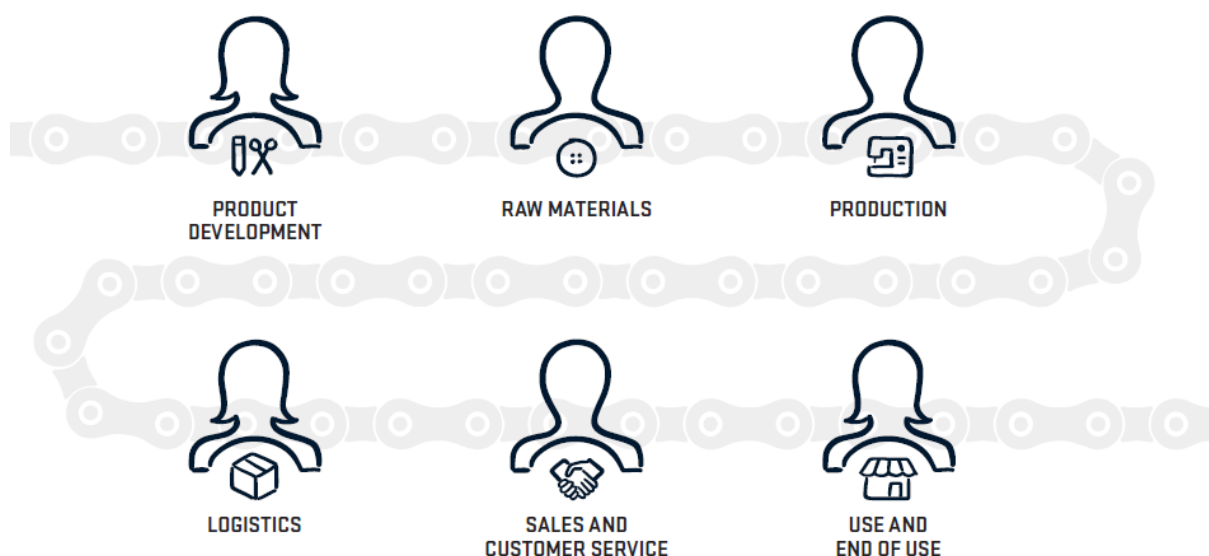 PRODUCT
DEVELOPMENT
RAW MATERIALS
PRODUCTION
LOGISTICS
SALES AND
CUSTOMER SERVICE
USE AND
END OF USE